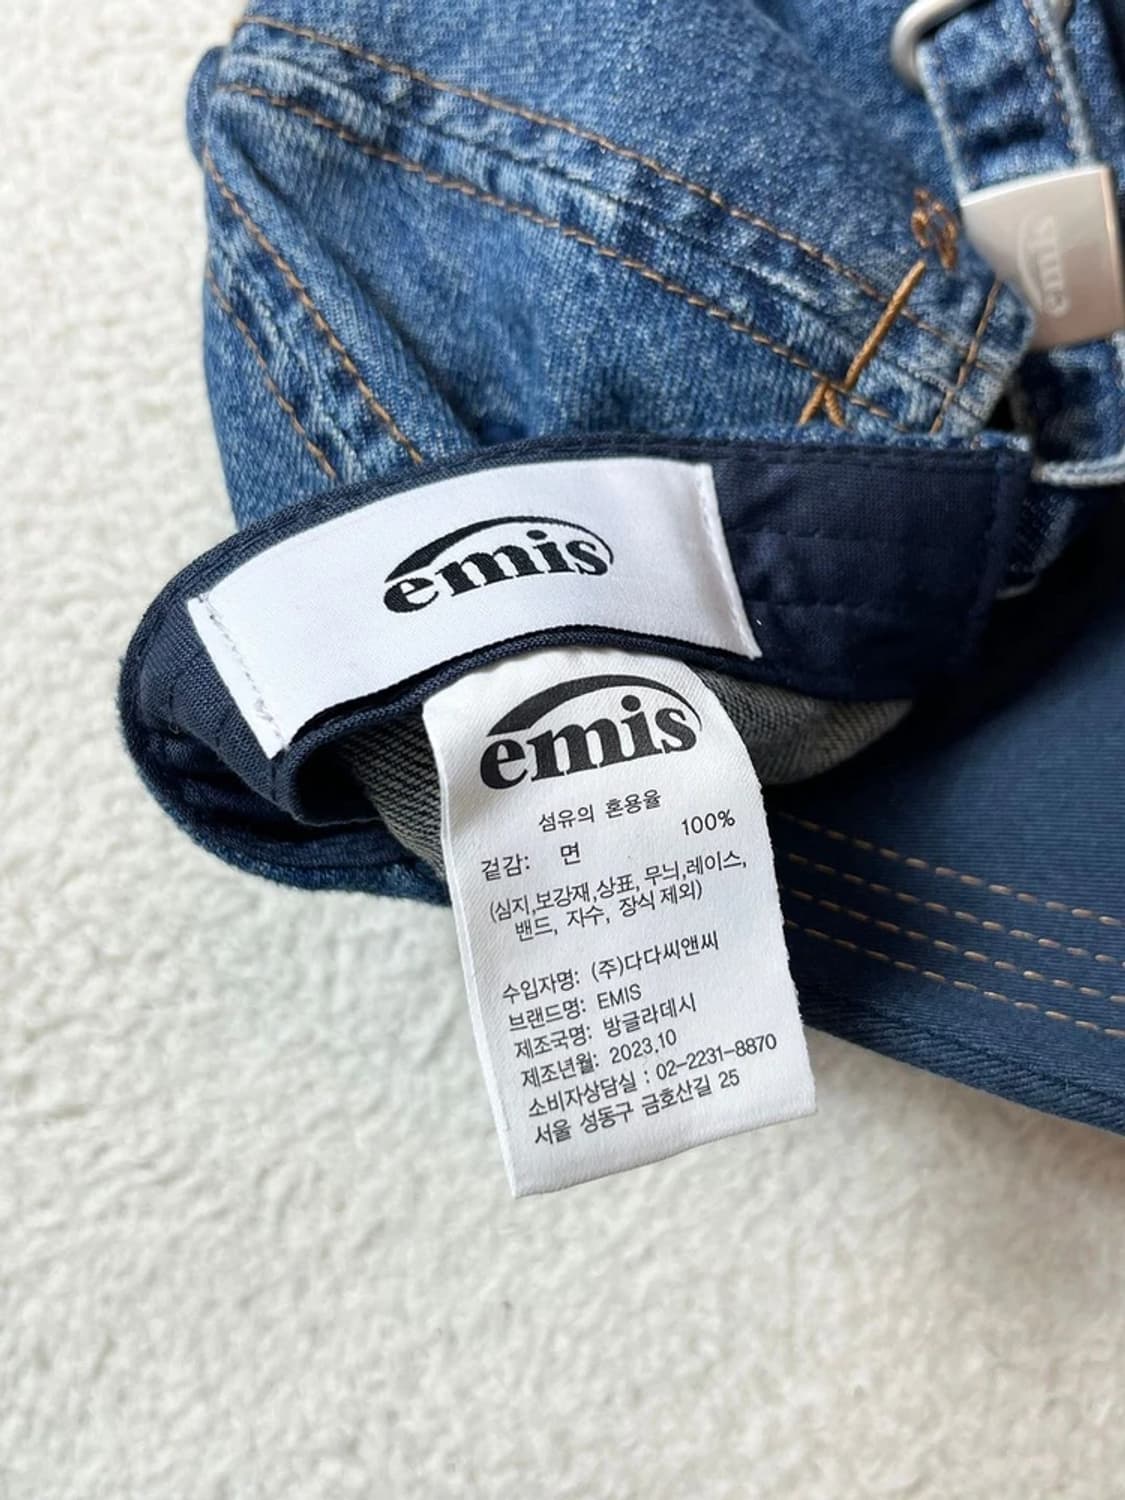 emis
emis
emis
섬유의 혼용율
겉감: 면 100%
(심지,보강재,상표, 무늬,레이스,
밴드, 자수, 장식 제외)
수입자명: (주)다다씨앤씨
브랜드명: EMIS
제조국명: 방글라데시
제조년월: 2023.10
소비자상담실 : 02-2231-8870
서울 성동구 금호산길 25